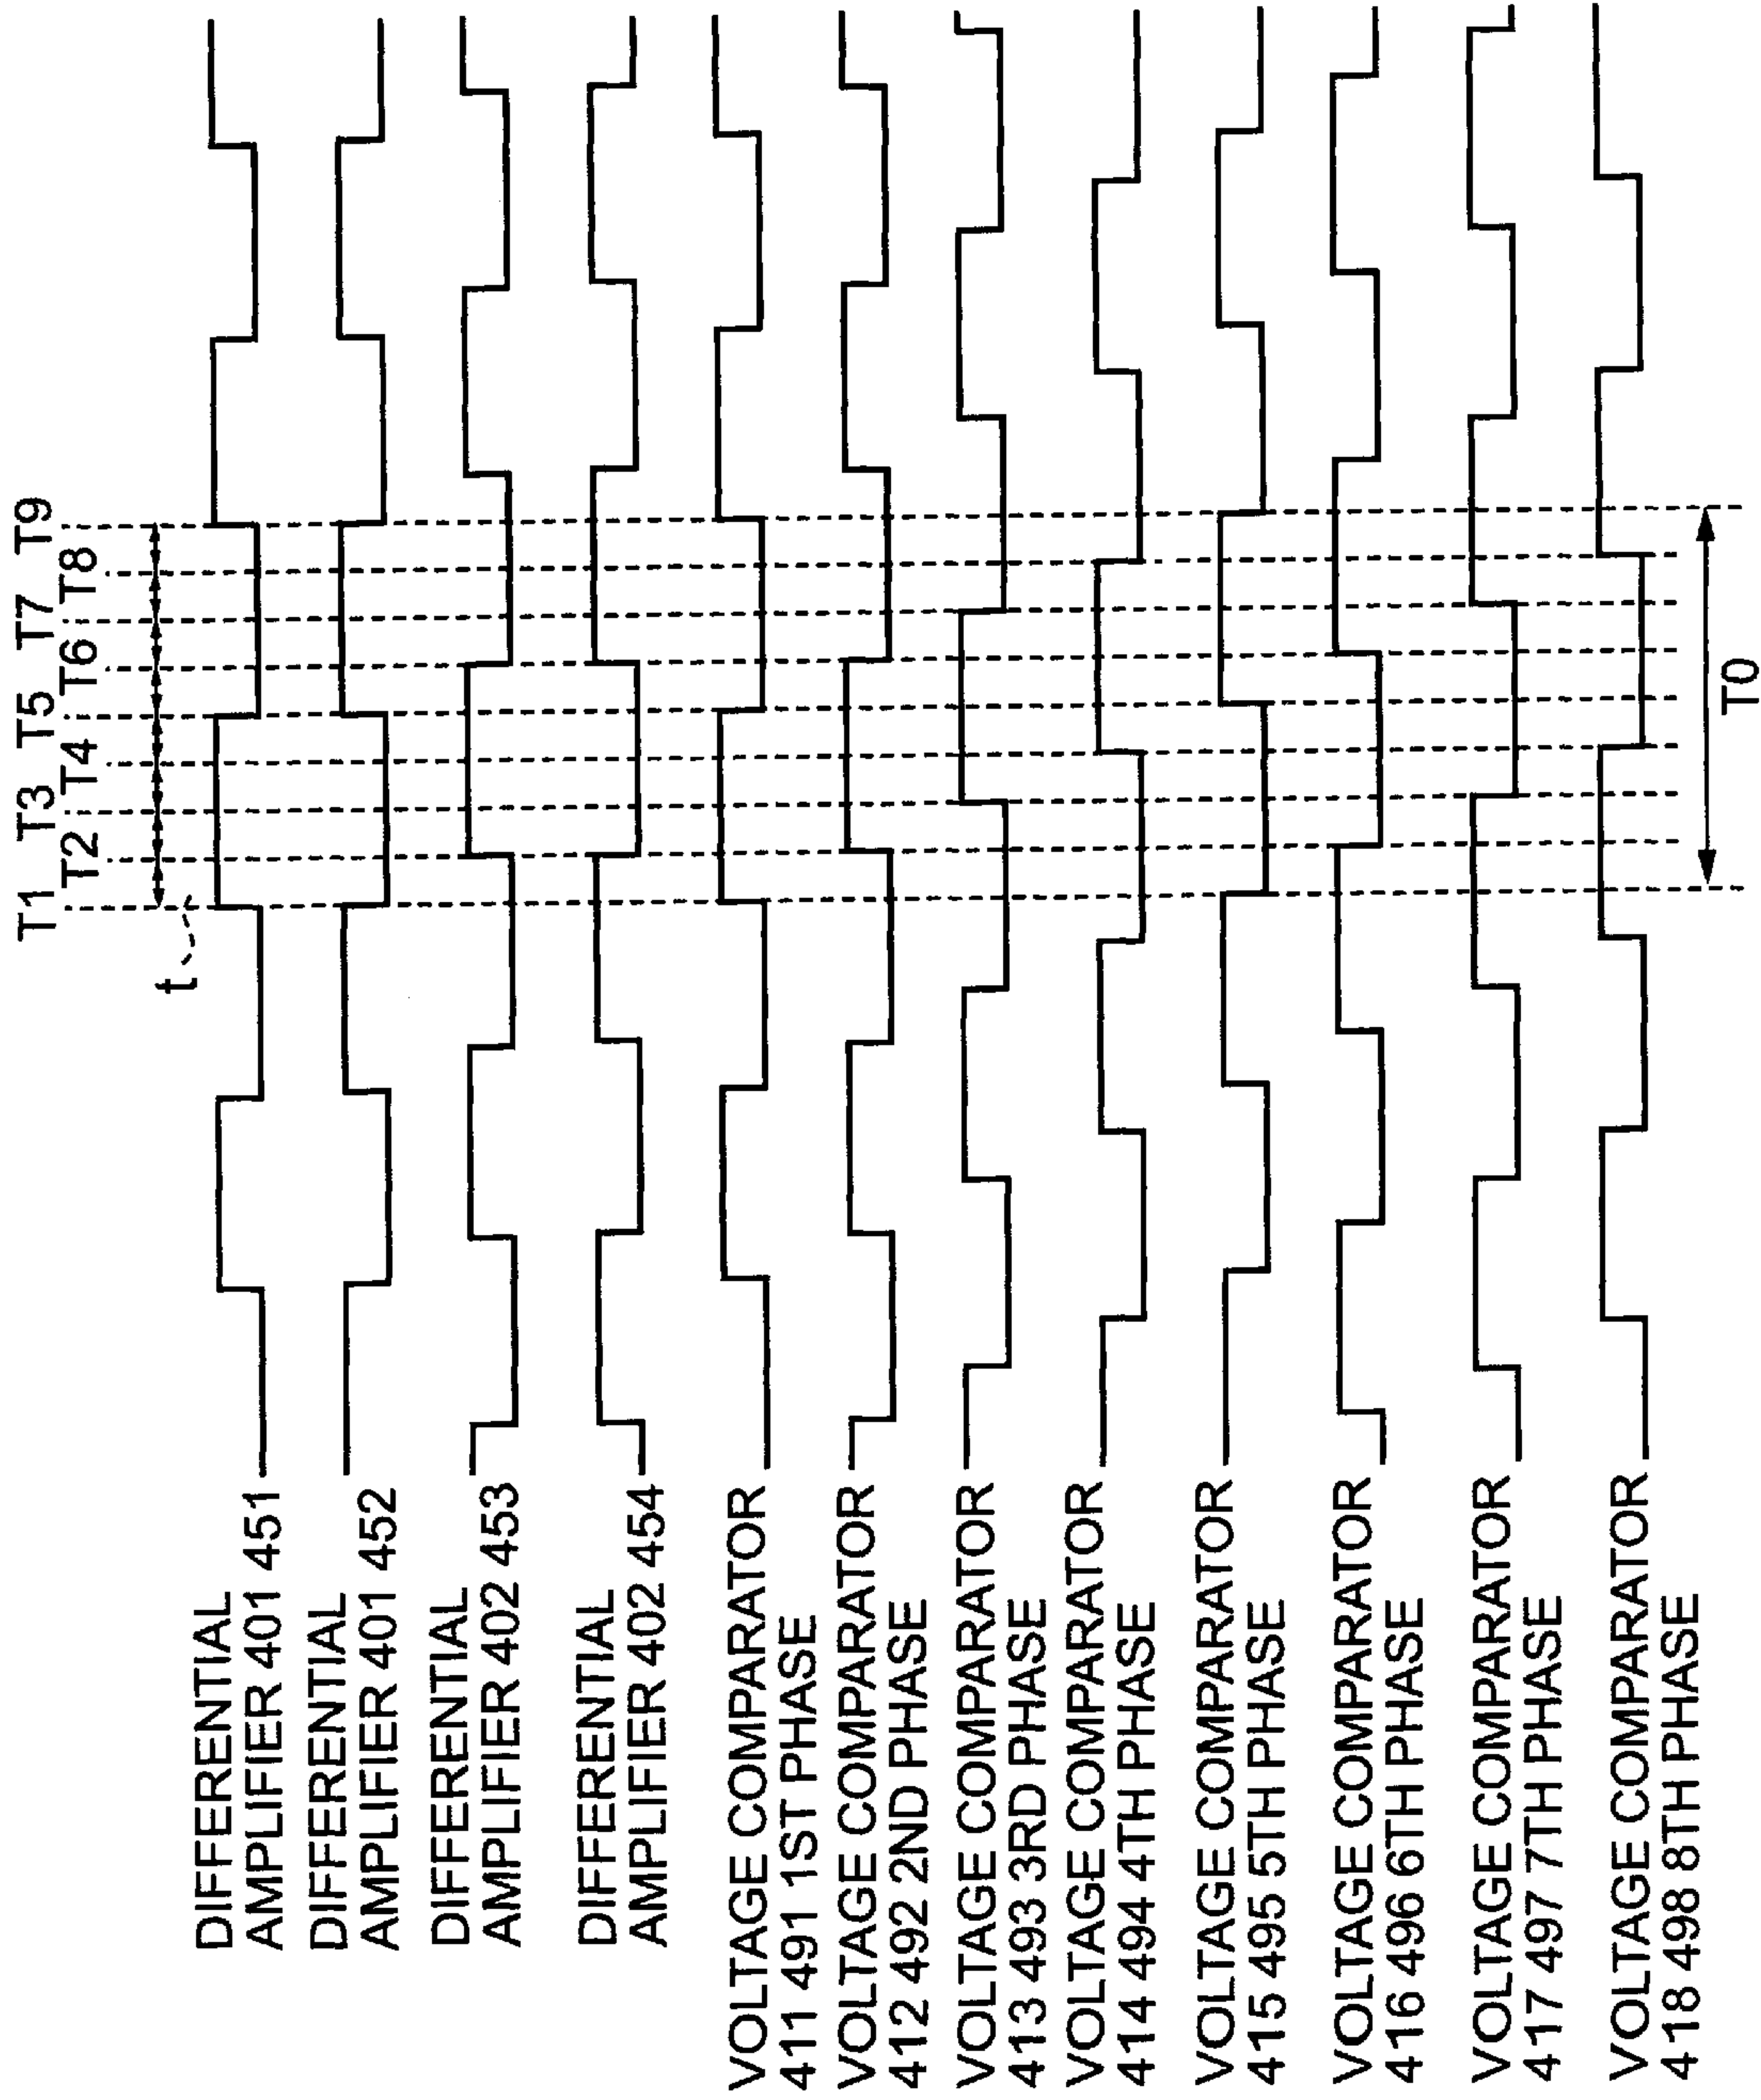 T1 T3 T5 T7 T9
T2 T4 T6 T8
t
DIFFERENTIAL
AMPLIFIER 401 451
DIFFERENTIAL
AMPLIFIER 401 452
DIFFERENTIAL
AMPLIFIER 402 453
DIFFERENTIAL
AMPLIFIER 402 454
VOLTAGE COMPARATOR
411 491 1ST PHASE
VOLTAGE COMPARATOR
412 492 2ND PHASE
VOLTAGE COMPARATOR
413 493 3RD PHASE
VOLTAGE COMPARATOR
414 494 4TH PHASE
VOLTAGE COMPARATOR
415 495 5TH PHASE
VOLTAGE COMPARATOR
416 496 6TH PHASE
VOLTAGE COMPARATOR
417 497 7TH PHASE
VOLTAGE COMPARATOR
418 498 8TH PHASE
T0